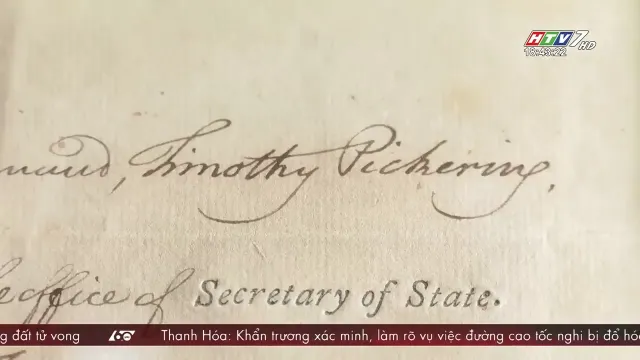 HTV7 HD
18:43:22
mand, Timothy Pickering.
office of Secretary of State.
g đất tử vong 60 Thanh Hóa: Khẩn trương xác minh, làm rõ vụ việc đường cao tốc nghi bị đổ hó